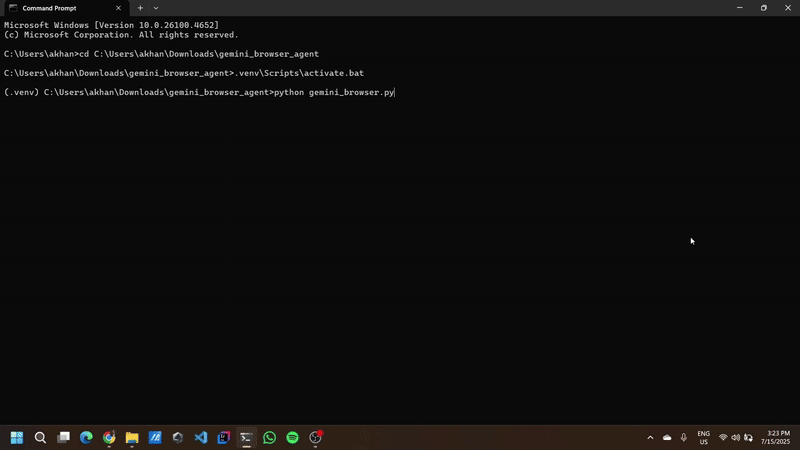 Command Prompt
Microsoft Windows [Version 10.0.26100.4652]
(c) Microsoft Corporation. All rights reserved.
C:\Users\akhan>cd C:\Users\akhan\Downloads\gemini_browser_agent
C:\Users\akhan\Downloads\gemini_browser_agent>.venv\Scripts\activate.bat
(.venv) C:\Users\akhan\Downloads\gemini_browser_agent>python gemini_browser.py
ENG
US
3:23 PM
7/15/2025